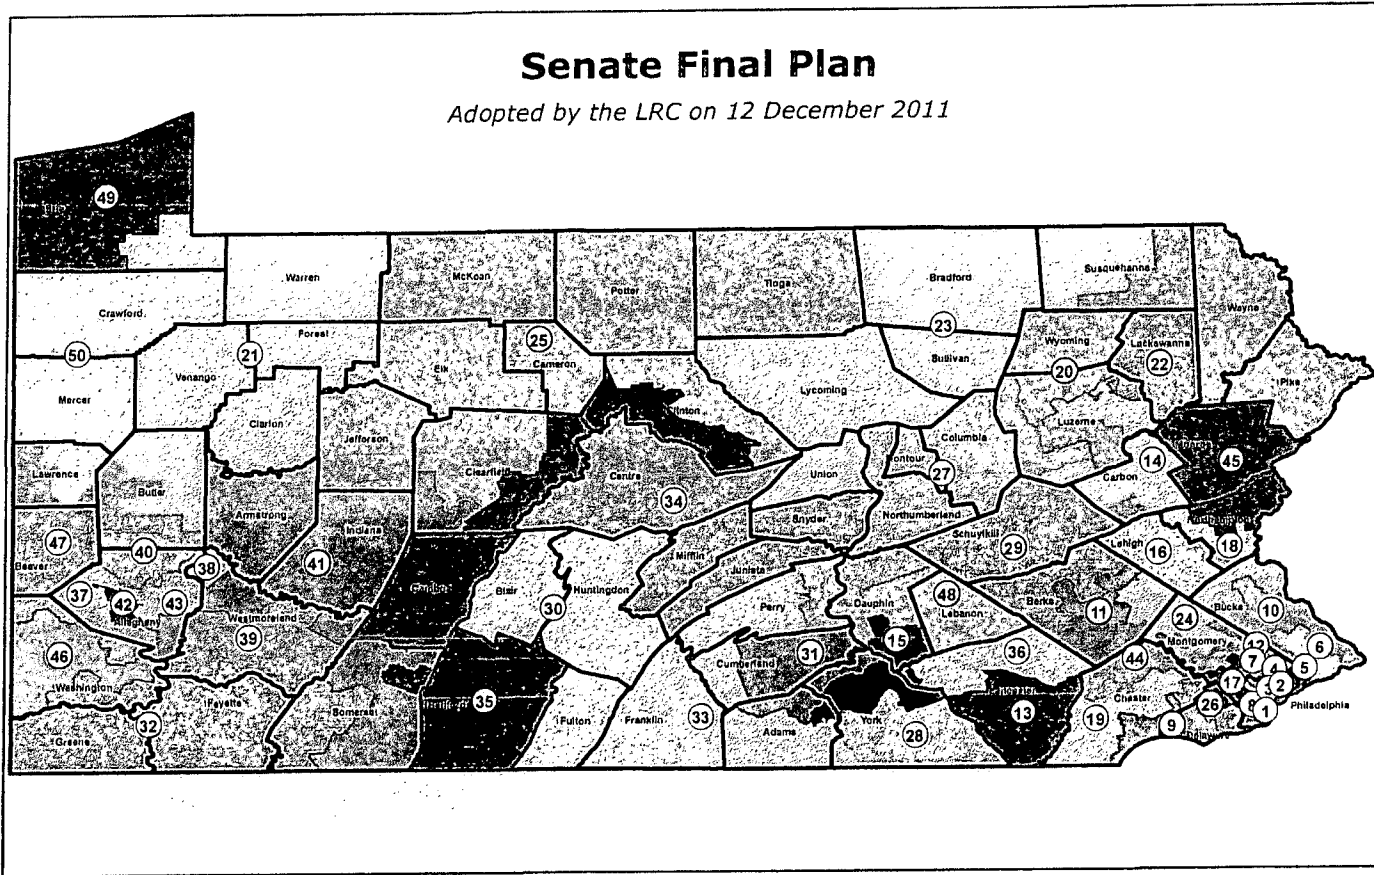 Senate Final Plan
Adopted by the LRC on 12 December 2011
49
Warren
McKean
Potter
Tioga
Bradford
Susquehanna
Wayne
Crawford
Forest
25
Cameron
23
Sullivan
Wyoming
20
Lackawanna
22
50
21
Venango
Elk
Lycoming
Pike
Mercer
Clarion
Jefferson
Clearfield
Clinton
Columbia
Luzerne
Montour
27
14
45
Lawrence
Butler
Centre
34
Union
Carbon
Armstrong
Indiana
Snyder
Northumberland
Schuylkill
29
47
Beaver
40
38
41
Mifflin
Juniata
Lehigh
16
18
37
42
43
Allegheny
Westmoreland
39
Blair
30
Huntingdon
Perry
Dauphin
48
Lebanon
Berks
11
24
Bucks
10
46
Washington
Cumberland
31
15
36
44
Montgomery
12
6
7
4
5
17
2
Fayette
Somerset
35
Fulton
Franklin
33
Adams
York
28
13
19
Chester
26
8
1
Philadelphia
32
Greene
9